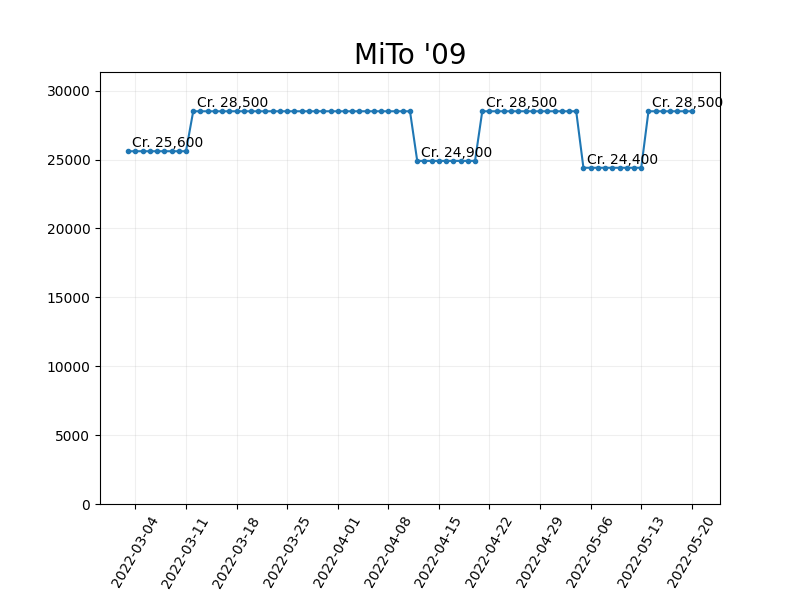 MiTo '09
30000
25000
20000
15000
10000
5000
0
Cr. 25,600
Cr. 28,500
Cr. 24,900
Cr. 28,500
Cr. 24,400
Cr. 28,500
2022-03-04
2022-03-11
2022-03-18
2022-03-25
2022-04-01
2022-04-08
2022-04-15
2022-04-22
2022-04-29
2022-05-06
2022-05-13
2022-05-20